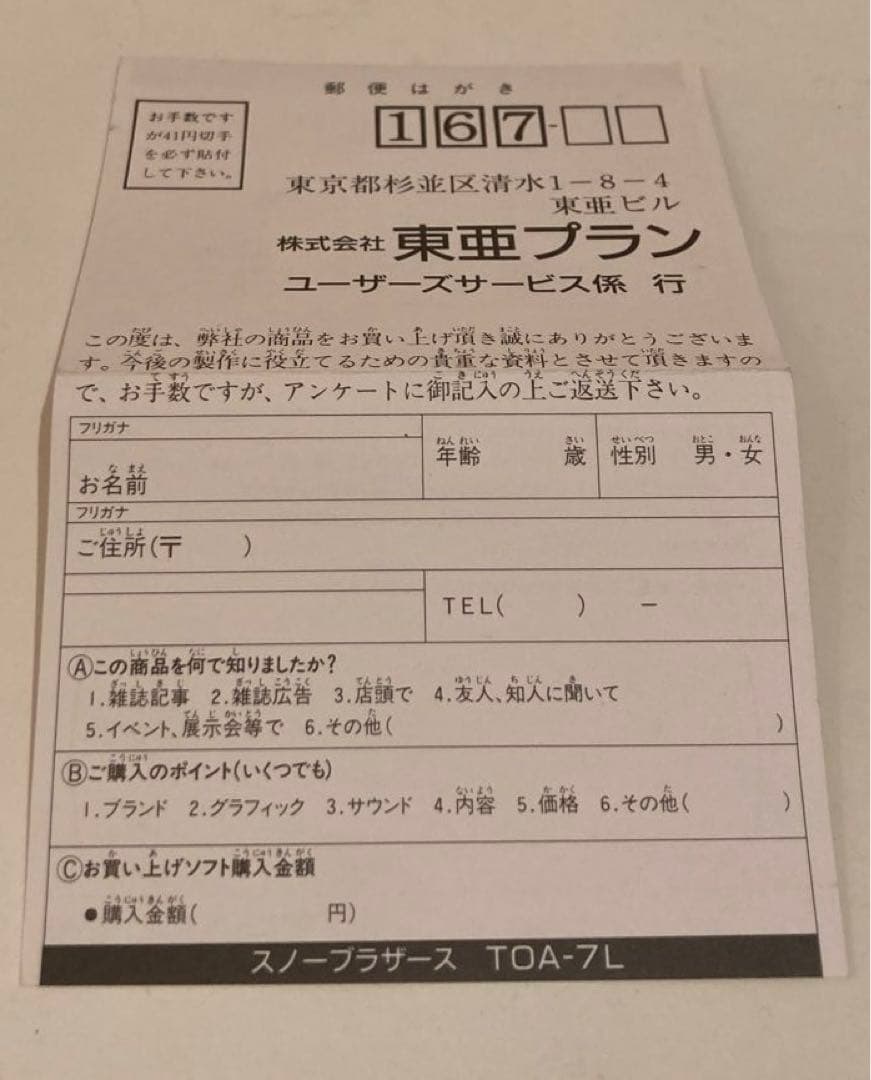 郵便はがき
お手数です
が41円切手
を必ず貼付
して下さい。
167-
東京都杉並区清水1-8-4
東亜ビル
株式会社 東亜プラン
ユーザーズサービス係 行
この度は、弊社の商品をお買い上げ頂き誠にありがとうございま
す。今後の製作に役立てるための貴重な資料とさせて頂きますの
で、お手数ですが、アンケートに御記入の上ご返送下さい。
フリガナ
お名前
年齢 歳
性別 男・女
フリガナ
ご住所(〒 )
TEL( ) -
Ⓐこの商品を何で知りましたか?
1.雑誌記事 2.雑誌広告 3.店頭で 4.友人、知人に聞いて
5.イベント、展示会等で 6.その他( )
Ⓑご購入のポイント(いくつでも)
1.ブランド 2.グラフィック 3.サウンド 4.内容 5.価格 6.その他( )
Ⓒお買い上げソフト購入金額
●購入金額( 円)
スノーブラザース TOA-7L